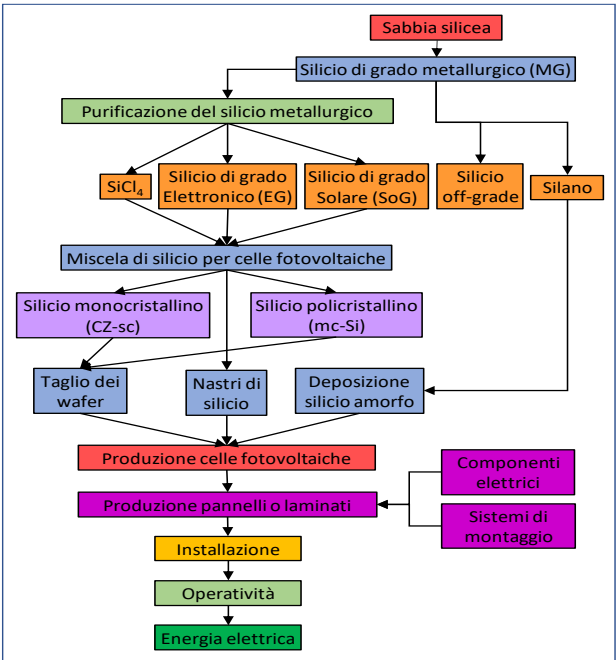 Sabbia silicea
Silicio di grado metallurgico (MG)
Purificazione del silicio metallurgico
SiCl₄
Silicio di grado
Elettronico (EG)
Silicio di grado
Solare (SoG)
Silicio
off-grade
Silano
Miscela di silicio per celle fotovoltaiche
Silicio monocristallino
(CZ-sc)
Silicio policristallino
(mc-Si)
Taglio dei
wafer
Nastri di
silicio
Deposizione
silicio amorfo
Produzione celle fotovoltaiche
Componenti
elettrici
Produzione pannelli o laminati
Sistemi di
montaggio
Installazione
Operatività
Energia elettrica